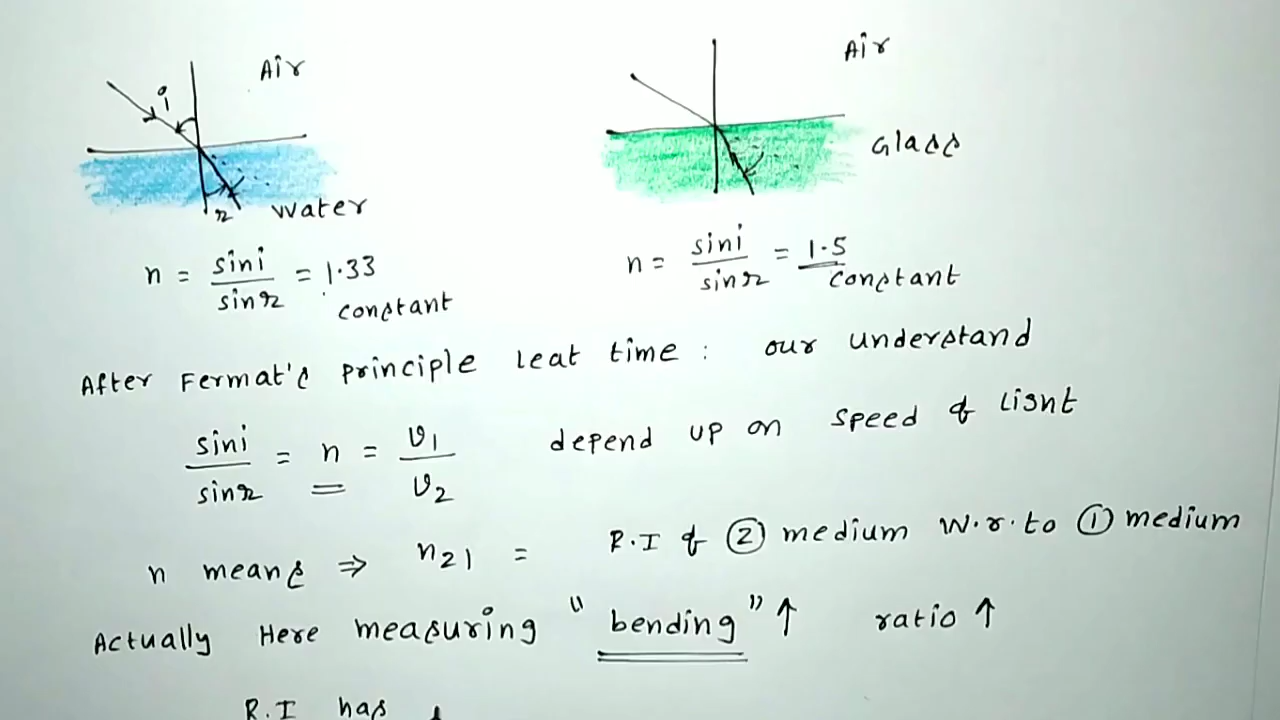 Air
i
r
Water
n = sini / sinr = 1.33
constant
Air
Glass
n = sini / sinr = 1.5
constant
After Fermat's principle leat time : our understand
sini / sinr = n = v1 / v2 depend up on speed of Lisnt
n means ⇒ n21 = R.I of ② medium W.r.to ① medium
Actually Here measuring "bending" ↑ ratio ↑
R.I has